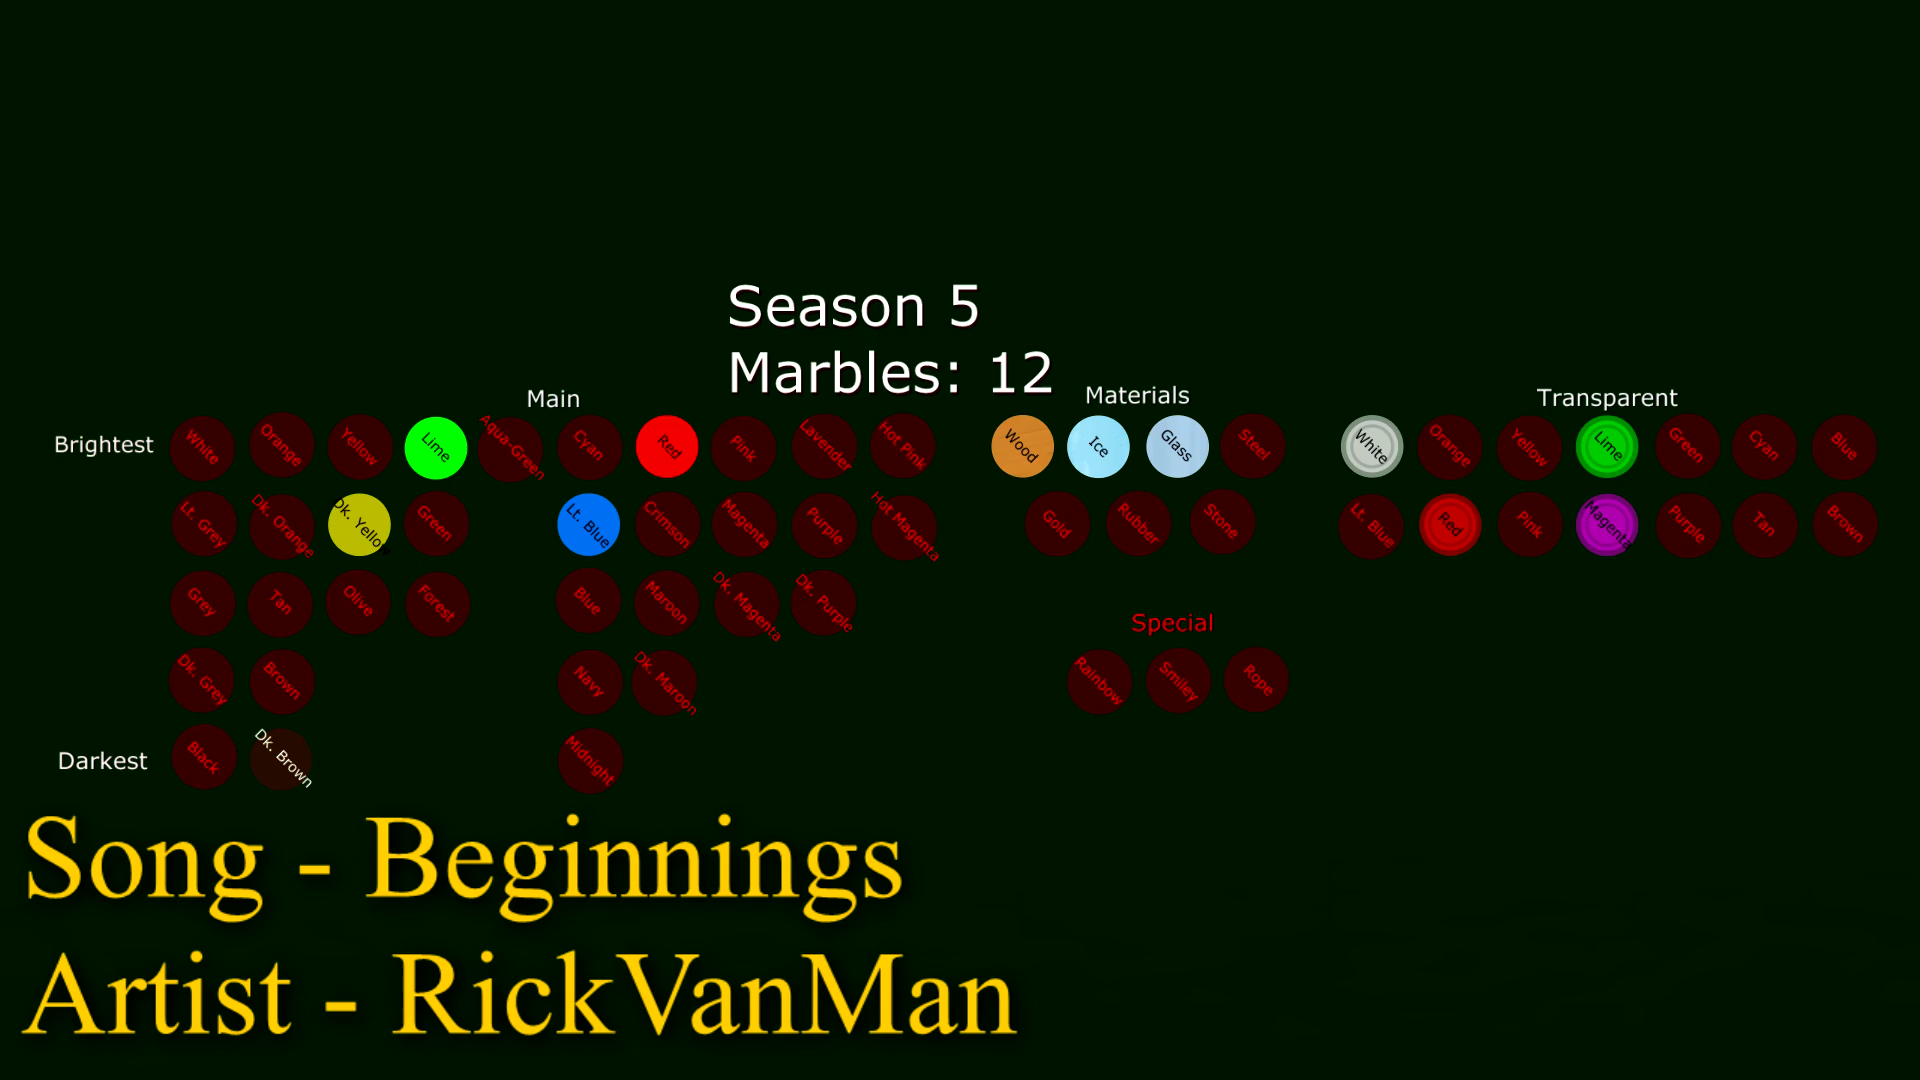 Season 5
Marbles: 12
Main
Materials
Transparent
Brightest
White
Orange
Yellow
Lime
Aqua-Green
Cyan
Red
Pink
Lavender
Hot Pink
Wood
Ice
Glass
Steel
White
Orange
Yellow
Lime
Green
Cyan
Blue
Lt. Grey
Dk. Orange
Dk. Yellow
Green
Lt. Blue
Crimson
Magenta
Purple
Hot Magenta
Gold
Rubber
Stone
Lt. Blue
Red
Pink
Magenta
Purple
Tan
Brown
Grey
Tan
Olive
Forest
Blue
Maroon
Dk. Magenta
Dk. Purple
Special
Dk. Grey
Brown
Navy
Dk. Maroon
Rainbow
Smiley
Rope
Darkest
Black
Dk. Brown
Midnight
Song - Beginnings
Artist - RickVanMan